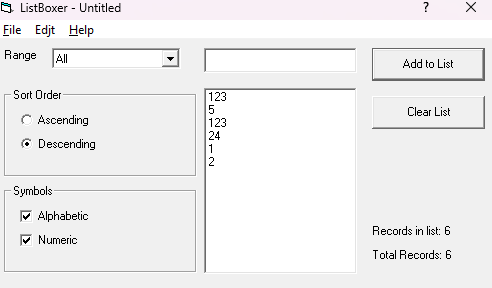 ListBoxer - Untitled
? ×
File Edit Help
Range
All
Add to List
Sort Order
Ascending
Descending
Clear List
123
5
123
24
1
2
Symbols
Alphabetic
Numeric
Records in list: 6
Total Records: 6